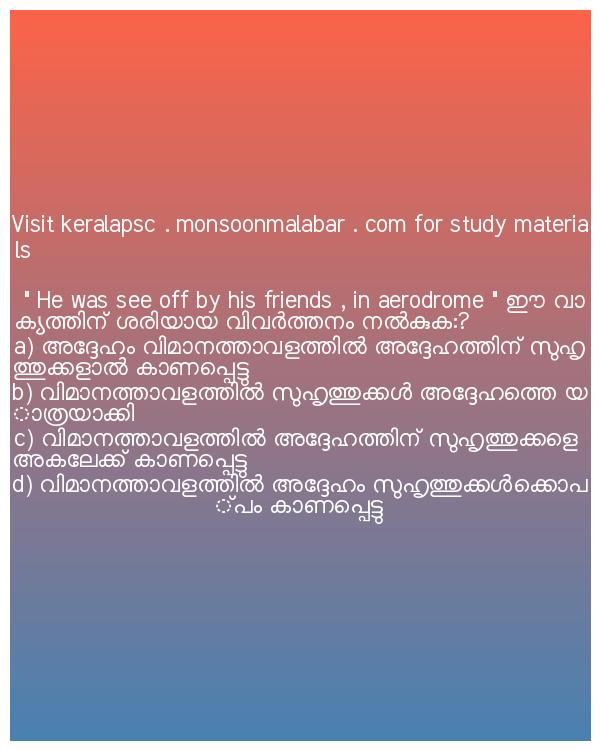 Visit keralapsc . monsoonmalabar . com for study materia
ls
" He was see off by his friends , in aerodrome " ഈ വാ
ക്യത്തിന് ശരിയായ വിവർത്തനം നൽകുക:?
a) അദ്ദേഹം വിമാനത്താവളത്തിൽ അദ്ദേഹത്തിന് സുഹൃ
ത്തുക്കളാൽ കാണപ്പെട്ടു
b) വിമാനത്താവളത്തിൽ സുഹൃത്തുക്കൾ അദ്ദേഹത്തെ യ
ാത്രയാക്കി
c) വിമാനത്താവളത്തിൽ അദ്ദേഹത്തിന് സുഹൃത്തുക്കളെ
അകലേക്ക് കാണപ്പെട്ടു
d) വിമാനത്താവളത്തിൽ അദ്ദേഹം സുഹൃത്തുക്കൾക്കൊപ
്പം കാണപ്പെട്ടു